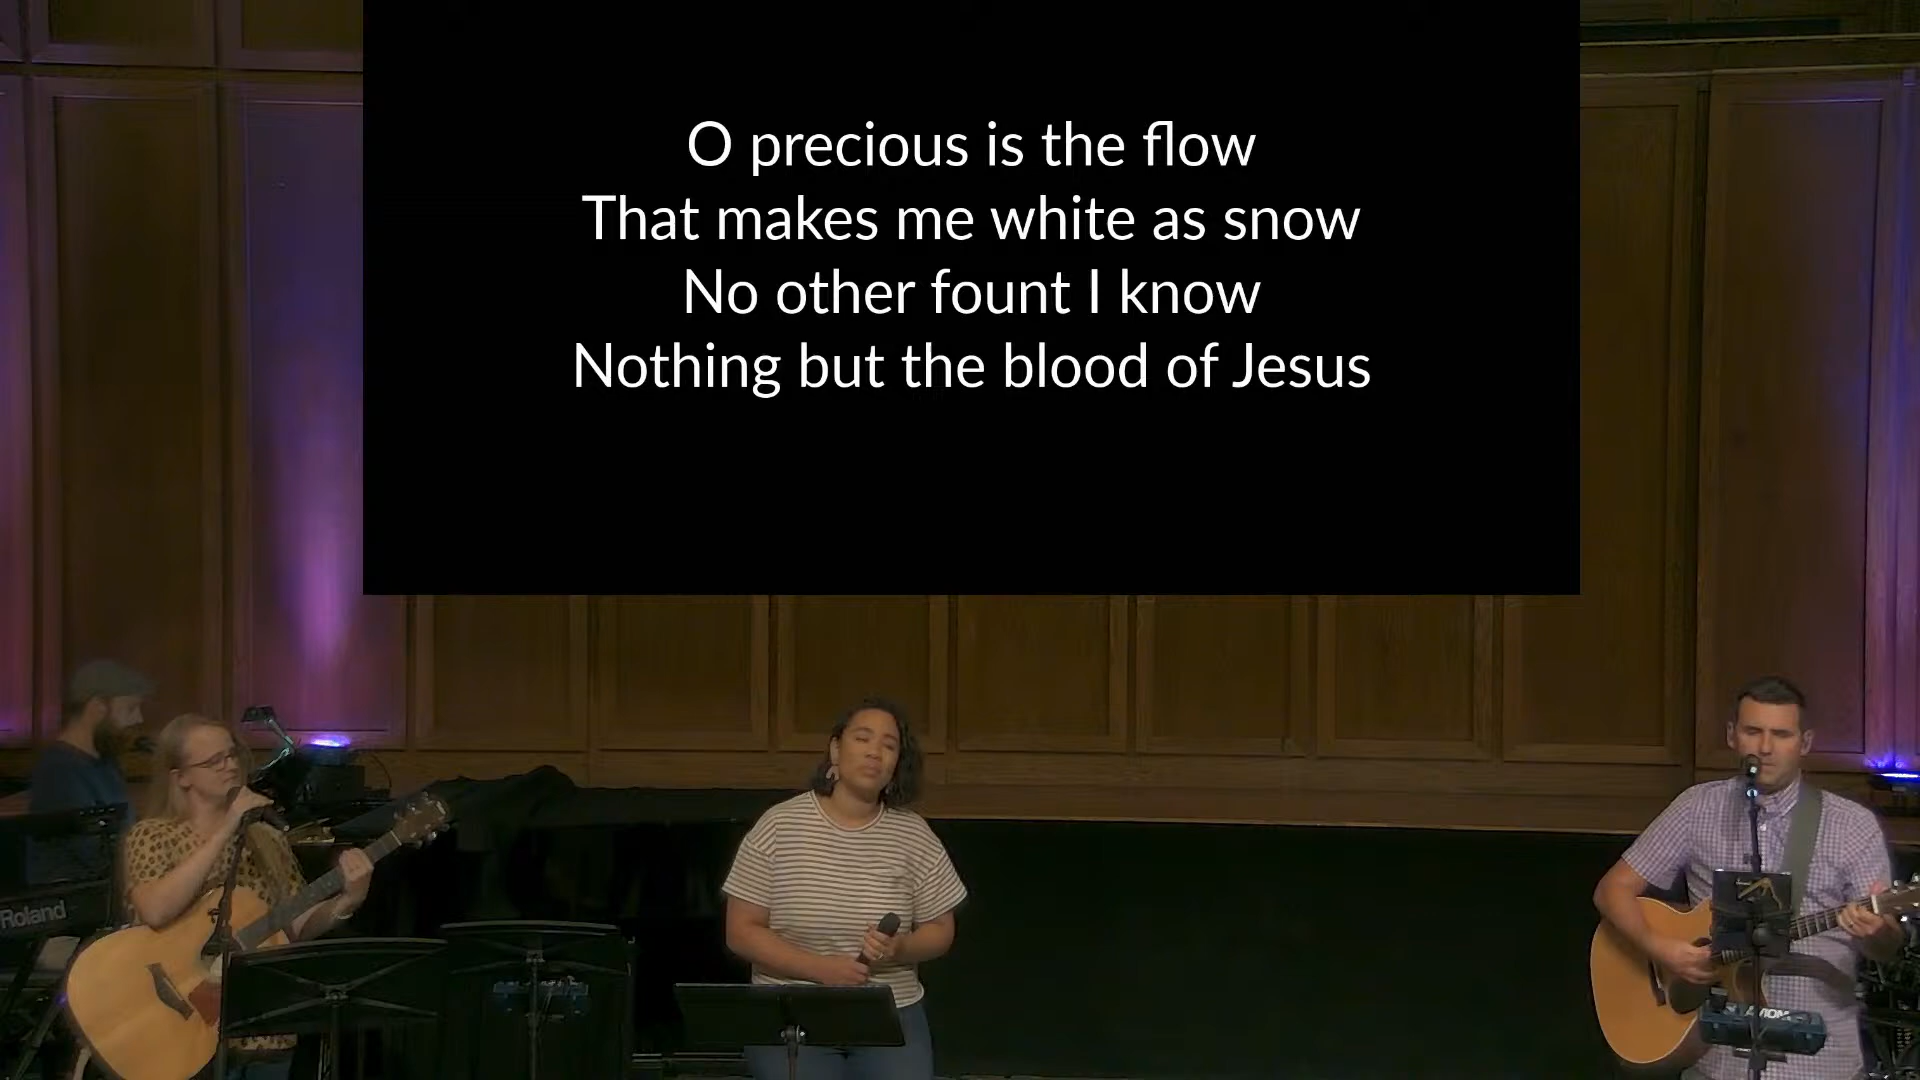 O precious is the flow
That makes me white as snow
No other fount I know
Nothing but the blood of Jesus
Roland
AVIOM